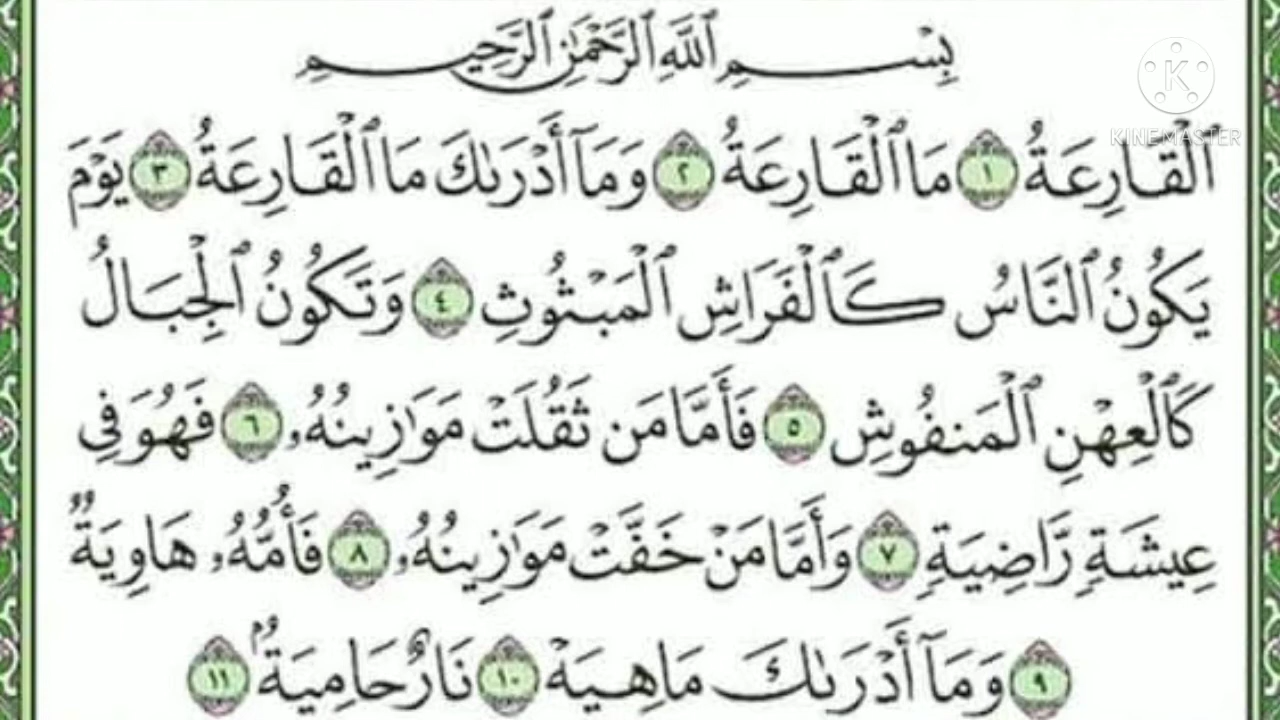 بِسْمِ ٱللَّهِ ٱلرَّحْمَٰنِ ٱلرَّحِيمِ
KINEMASTER
ٱلْقَارِعَةُ ١ مَا ٱلْقَارِعَةُ ٢ وَمَآ أَدْرَىٰكَ مَا ٱلْقَارِعَةُ ٣ يَوْمَ
يَكُونُ ٱلنَّاسُ كَٱلْفَرَاشِ ٱلْمَبْثُوثِ ٤ وَتَكُونُ ٱلْجِبَالُ
كَٱلْعِهْنِ ٱلْمَنفُوشِ ٥ فَأَمَّا مَن ثَقُلَتْ مَوَٰزِينُهُۥ ٦ فَهُوَ فِى
عِيشَةٍ رَّاضِيَةٍ ٧ وَأَمَّا مَنْ خَفَّتْ مَوَٰزِينُهُۥ ٨ فَأُمُّهُۥ هَاوِيَةٌ
٩ وَمَآ أَدْرَىٰكَ مَا هِيَهْ ١٠ نَارٌ حَامِيَةٌۢ ١١